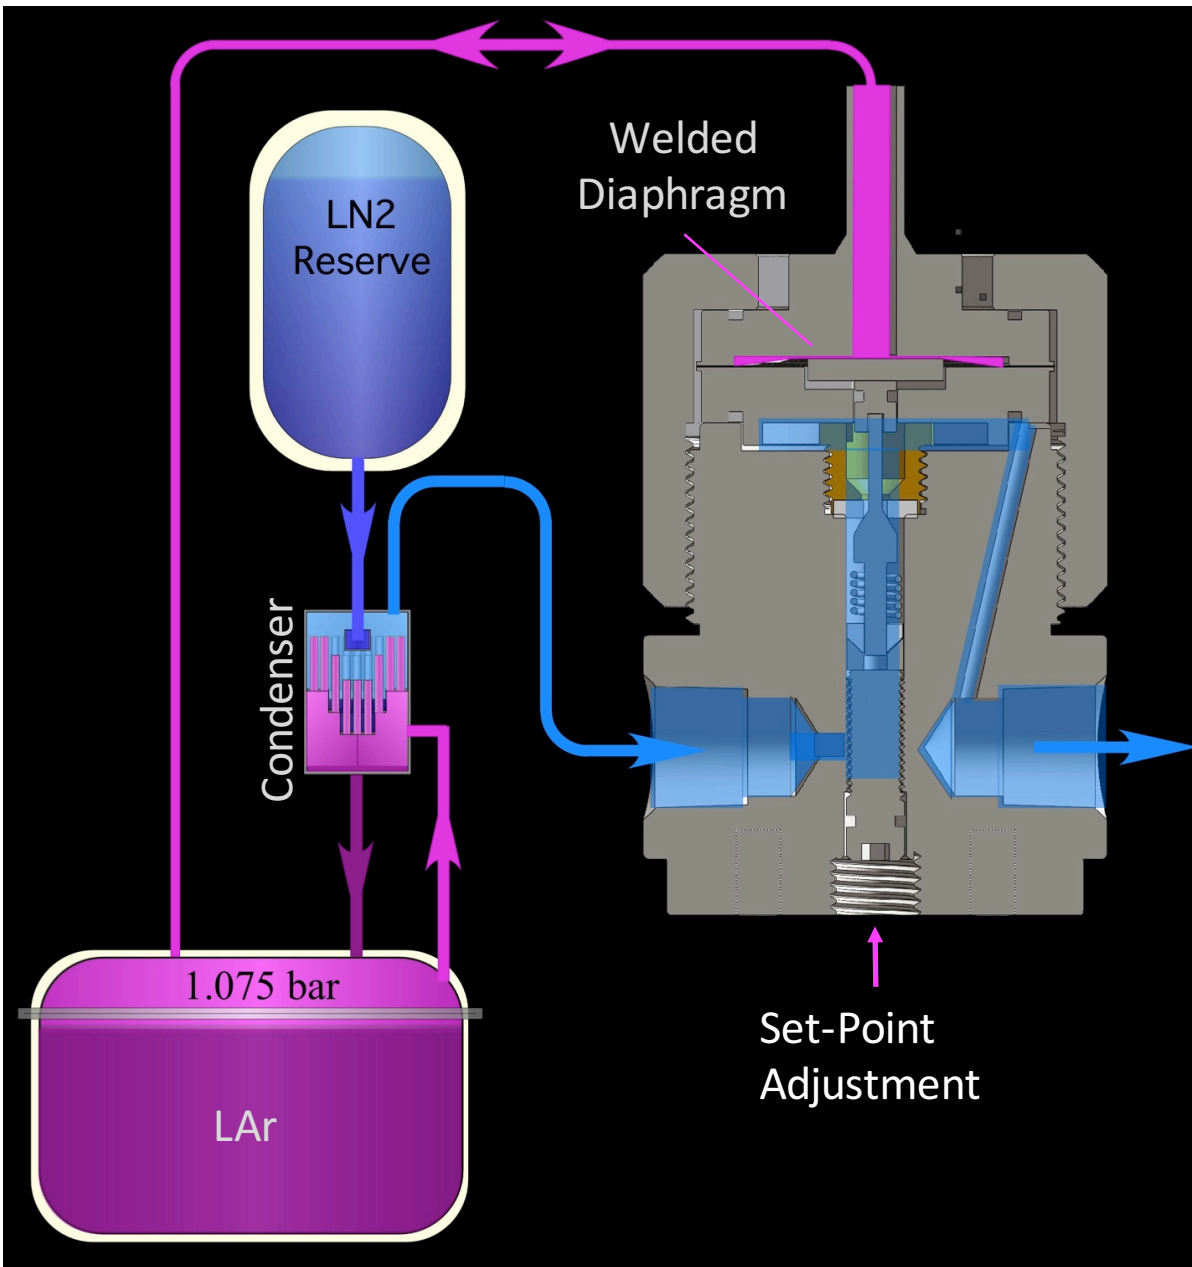 Welded
Diaphragm
LN2
Reserve
Condenser
1.075 bar
LAr
Set-Point
Adjustment